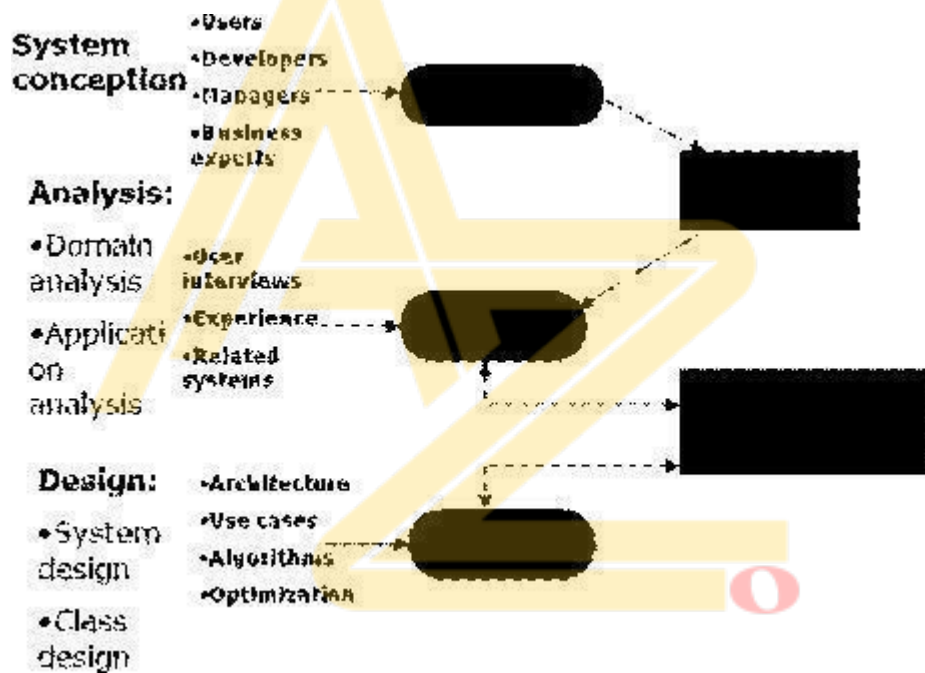 System
conception
•Users
•Developers
•Managers
•Business
experts
Analysis:
•Domain
analysis
•Applicati
on
analysis
•User
interviews
•Experience
•Related
systems
Design:
•System
design
•Class
design
•Architecture
•Use cases
•Algorithms
•Optimization